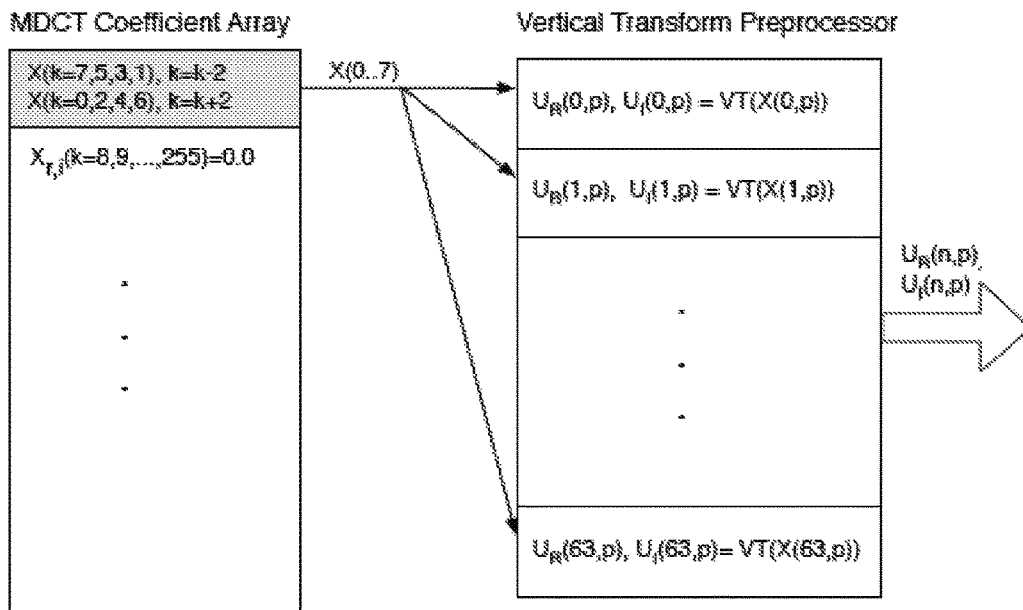 MDCT Coefficient Array
X(k=7,5,3,1), k=k-2
X(k=0,2,4,6), k=k+2
X_r,i(k=8,9,...,255)=0.0
X(0..7)
Vertical Transform Preprocessor
U_R(0,p), U_I(0,p) = VT(X(0,p))
U_R(1,p), U_I(1,p) = VT(X(1,p))
U_R(63,p), U_I(63,p)= VT(X(63,p))
U_R(n,p),
U_I(n,p)